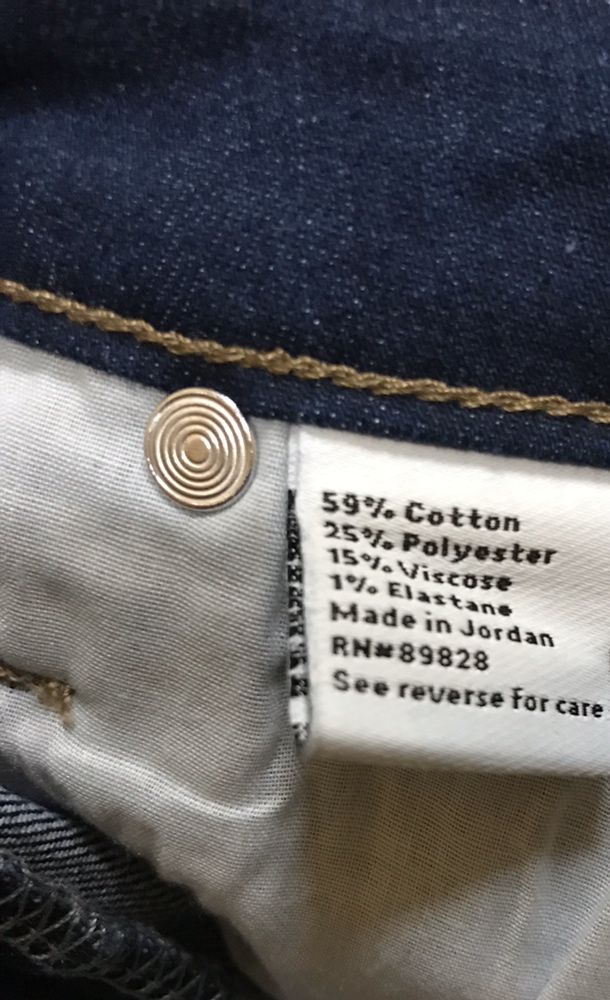 59% Cotton
25% Polyester
15% Viscose
1% Elastane
Made in Jordan
RN#89828
See reverse for care